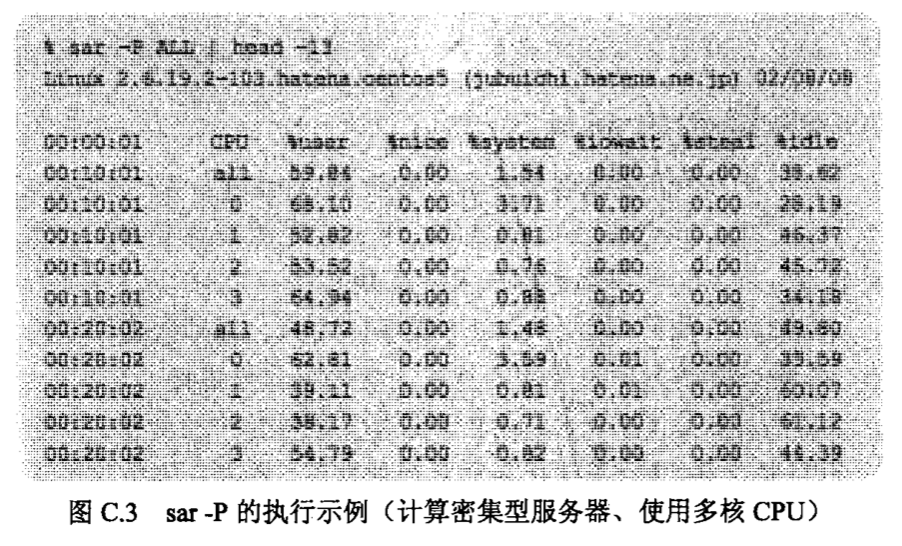 % sar -P ALL | head -13
Linux 2.6.19.2-103.hatena.centos5 (jubuichi.hatena.ne.jp) 02/08/08
00:00:01 CPU %user %nice %system %iowait %steal %idle
00:10:01 all 59.84 0.00 1.54 0.00 0.00 38.62
00:10:01 0 68.10 0.00 3.71 0.00 0.00 28.19
00:10:01 1 52.82 0.00 0.81 0.00 0.00 46.37
00:10:01 2 53.52 0.00 0.76 0.00 0.00 45.72
00:10:01 3 64.94 0.00 0.88 0.00 0.00 34.18
00:20:02 all 48.72 0.00 1.48 0.00 0.00 49.80
00:20:02 0 62.81 0.00 3.59 0.01 0.00 33.59
00:20:02 1 39.11 0.00 0.81 0.01 0.00 60.07
00:20:02 2 38.17 0.00 0.71 0.00 0.00 61.12
00:20:02 3 54.79 0.00 0.82 0.00 0.00 44.39
图 C.3 sar -P 的执行示例（计算密集型服务器、使用多核 CPU）